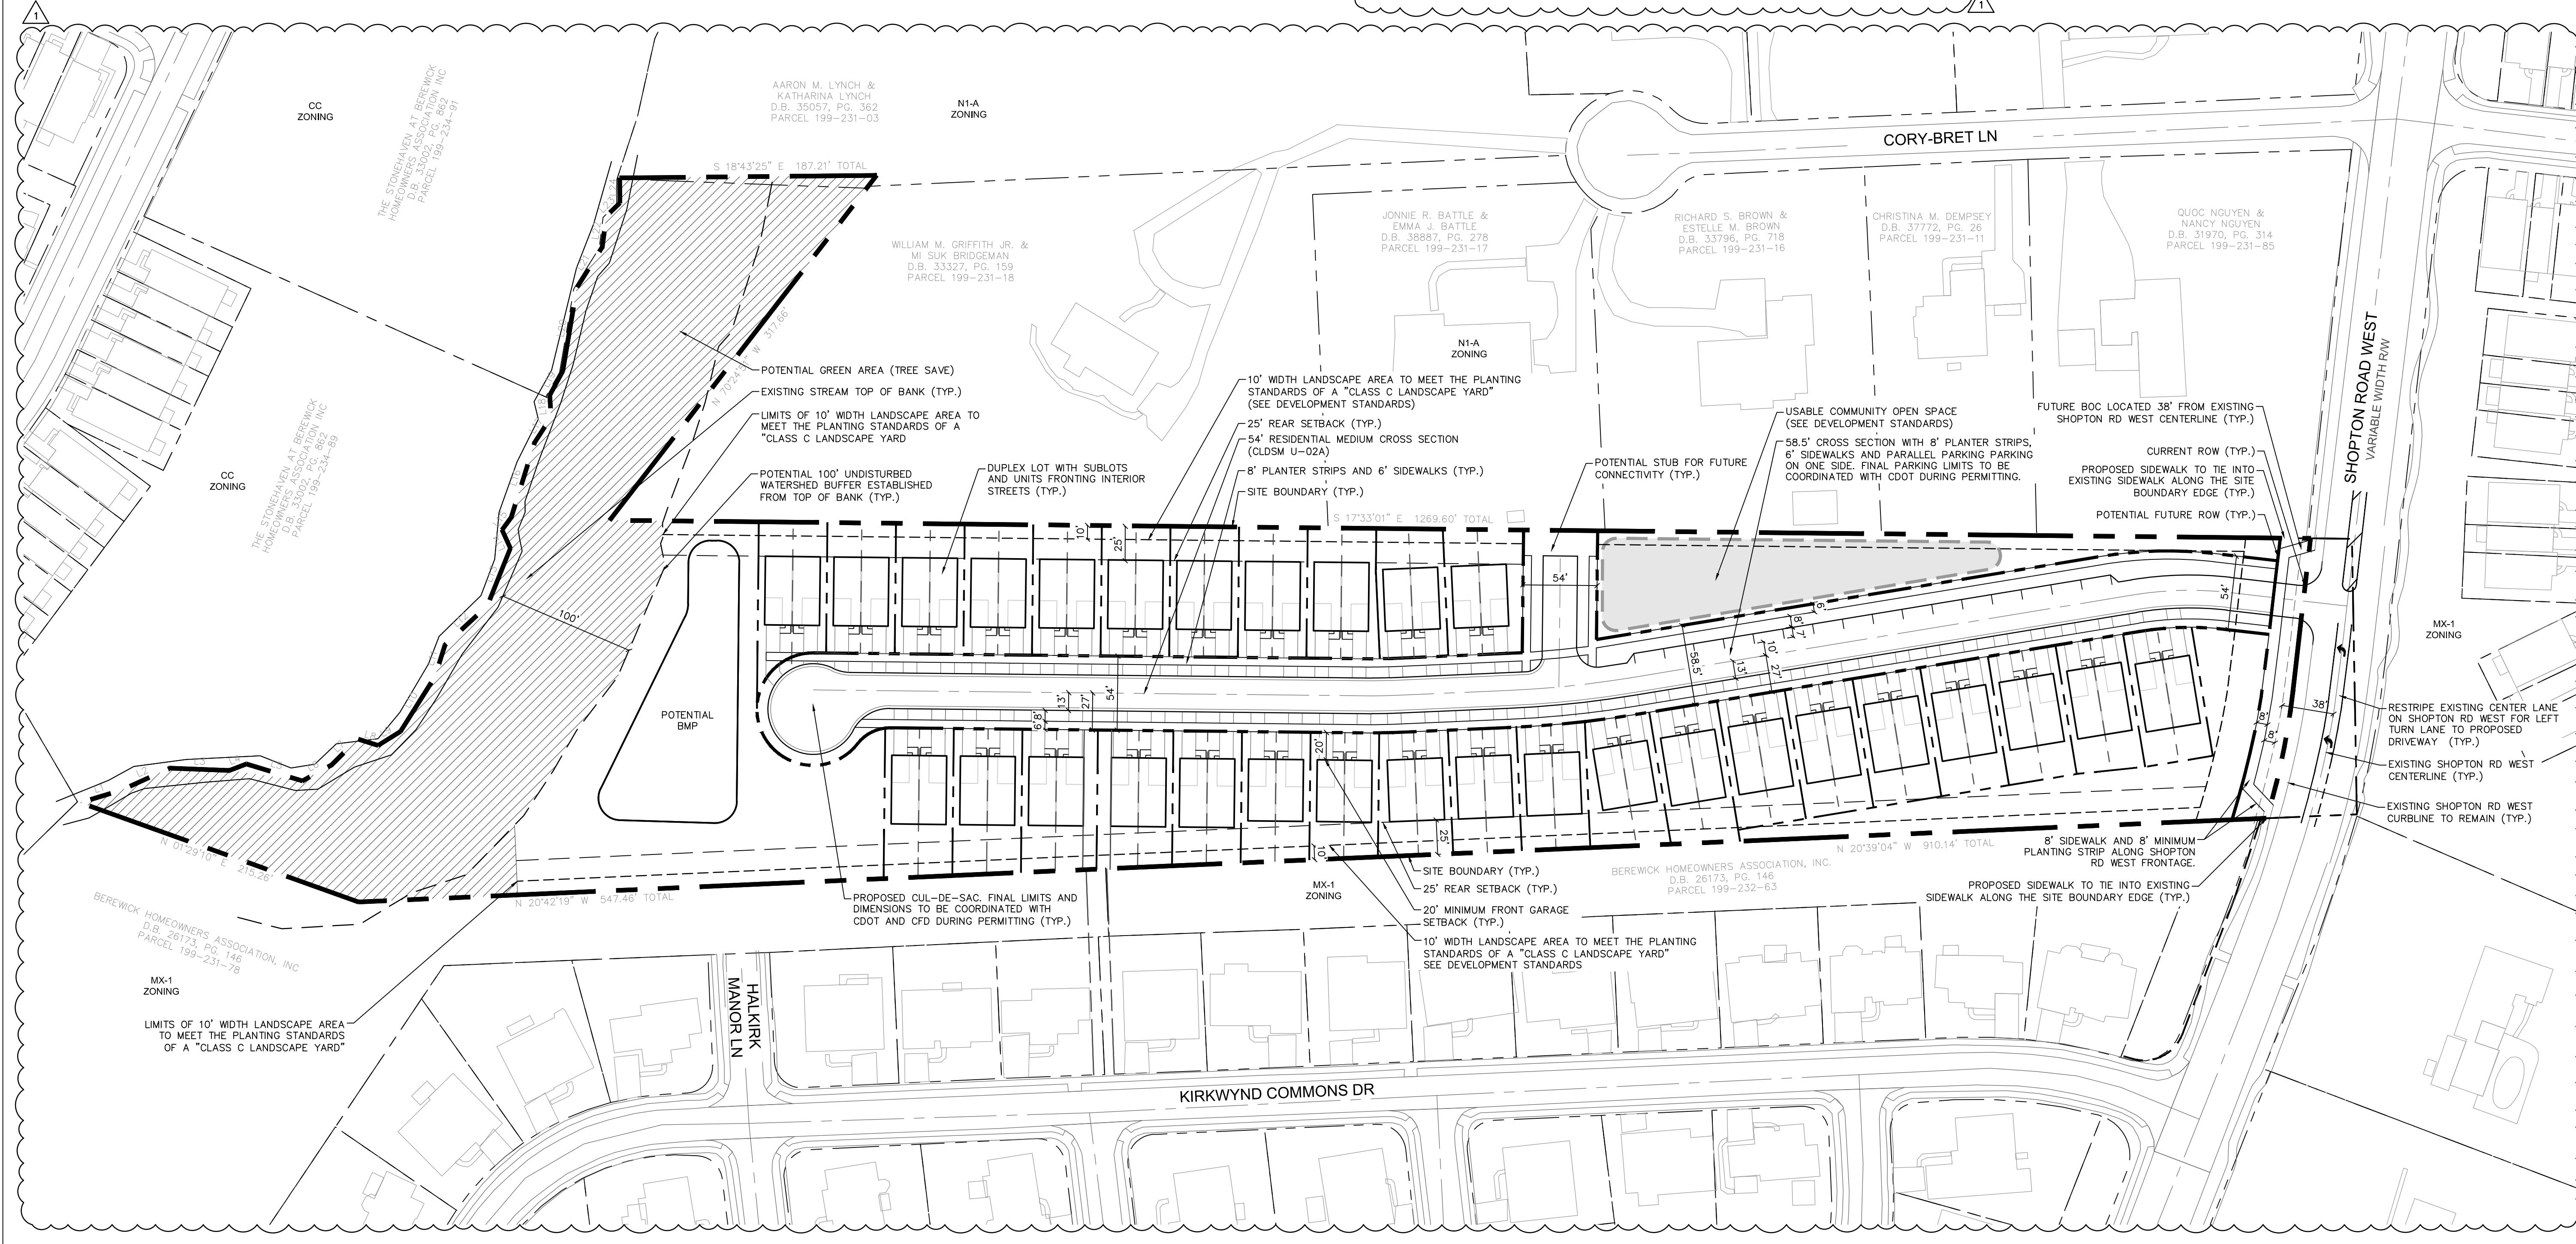 1
1
CC
ZONING
THE STONEHAVEN AT BEREWICK
HOMEOWNERS ASSOCIATION INC
D.B. 33002, PG. 862
PARCEL 199-234-91
AARON M. LYNCH &
KATHARINA LYNCH
D.B. 35057, PG. 362
PARCEL 199-231-03
N1-A
ZONING
CORY-BRET LN
S 18°43'25" E 187.21' TOTAL
WILLIAM M. GRIFFITH JR. &
MI SUK BRIDGEMAN
D.B. 33327, PG. 159
PARCEL 199-231-18
JONNIE R. BATTLE &
EMMA J. BATTLE
D.B. 38887, PG. 278
PARCEL 199-231-17
RICHARD S. BROWN &
ESTELLE M. BROWN
D.B. 33796, PG. 718
PARCEL 199-231-16
CHRISTINA M. DEMPSEY
D.B. 37772, PG. 26
PARCEL 199-231-11
QUOC NGUYEN &
NANCY NGUYEN
D.B. 31970, PG. 314
PARCEL 199-231-85
SHOPTON ROAD WEST
VARIABLE WIDTH R/W
N1-A
ZONING
CC
ZONING
THE STONEHAVEN AT BEREWICK
HOMEOWNERS ASSOCIATION INC
D.B. 33002, PG. 862
PARCEL 199-234-89
POTENTIAL GREEN AREA (TREE SAVE)
EXISTING STREAM TOP OF BANK (TYP.)
LIMITS OF 10' WIDTH LANDSCAPE AREA TO
MEET THE PLANTING STANDARDS OF A
"CLASS C LANDSCAPE YARD
POTENTIAL 100' UNDISTURBED
WATERSHED BUFFER ESTABLISHED
FROM TOP OF BANK (TYP.)
DUPLEX LOT WITH SUBLOTS
AND UNITS FRONTING INTERIOR
STREETS (TYP.)
10' WIDTH LANDSCAPE AREA TO MEET THE PLANTING
STANDARDS OF A "CLASS C LANDSCAPE YARD"
(SEE DEVELOPMENT STANDARDS)
25' REAR SETBACK (TYP.)
54' RESIDENTIAL MEDIUM CROSS SECTION
(CLDSM U-02A)
8' PLANTER STRIPS AND 6' SIDEWALKS (TYP.)
SITE BOUNDARY (TYP.)
POTENTIAL STUB FOR FUTURE
CONNECTIVITY (TYP.)
USABLE COMMUNITY OPEN SPACE
(SEE DEVELOPMENT STANDARDS)
58.5' CROSS SECTION WITH 8' PLANTER STRIPS,
6' SIDEWALKS AND PARALLEL PARKING PARKING
ON ONE SIDE. FINAL PARKING LIMITS TO BE
COORDINATED WITH CDOT DURING PERMITTING.
FUTURE BOC LOCATED 38' FROM EXISTING
SHOPTON RD WEST CENTERLINE (TYP.)
CURRENT ROW (TYP.)
PROPOSED SIDEWALK TO TIE INTO
EXISTING SIDEWALK ALONG THE SITE
BOUNDARY EDGE (TYP.)
POTENTIAL FUTURE ROW (TYP.)
S 17°33'01" E 1269.60' TOTAL
10'
25'
54'
54'
100'
6'
8'
7'
10'
13'
27'
58.5'
POTENTIAL
BMP
13'
27'
54'
6'
8'
20'
25'
10'
38'
8'
8'
MX-1
ZONING
RESTRIPE EXISTING CENTER LANE
ON SHOPTON RD WEST FOR LEFT
TURN LANE TO PROPOSED
DRIVEWAY (TYP.)
EXISTING SHOPTON RD WEST
CENTERLINE (TYP.)
EXISTING SHOPTON RD WEST
CURBLINE TO REMAIN (TYP.)
8' SIDEWALK AND 8' MINIMUM
PLANTING STRIP ALONG SHOPTON
RD WEST FRONTAGE.
PROPOSED SIDEWALK TO TIE INTO EXISTING
SIDEWALK ALONG THE SITE BOUNDARY EDGE (TYP.)
N 20°39'04" W 910.14' TOTAL
BEREWICK HOMEOWNERS ASSOCIATION, INC.
D.B. 26173, PG. 146
PARCEL 199-232-63
SITE BOUNDARY (TYP.)
25' REAR SETBACK (TYP.)
20' MINIMUM FRONT GARAGE
SETBACK (TYP.)
10' WIDTH LANDSCAPE AREA TO MEET THE PLANTING
STANDARDS OF A "CLASS C LANDSCAPE YARD"
SEE DEVELOPMENT STANDARDS
MX-1
ZONING
PROPOSED CUL-DE-SAC. FINAL LIMITS AND
DIMENSIONS TO BE COORDINATED WITH
CDOT AND CFD DURING PERMITTING (TYP.)
N 20°42'19" W 547.46' TOTAL
N 01°29'10" E 215.26'
BEREWICK HOMEOWNERS ASSOCIATION, INC
D.B. 26173, PG. 146
PARCEL 199-231-78
MX-1
ZONING
LIMITS OF 10' WIDTH LANDSCAPE AREA
TO MEET THE PLANTING STANDARDS
OF A "CLASS C LANDSCAPE YARD"
HALKIRK
MANOR LN
KIRKWYND COMMONS DR